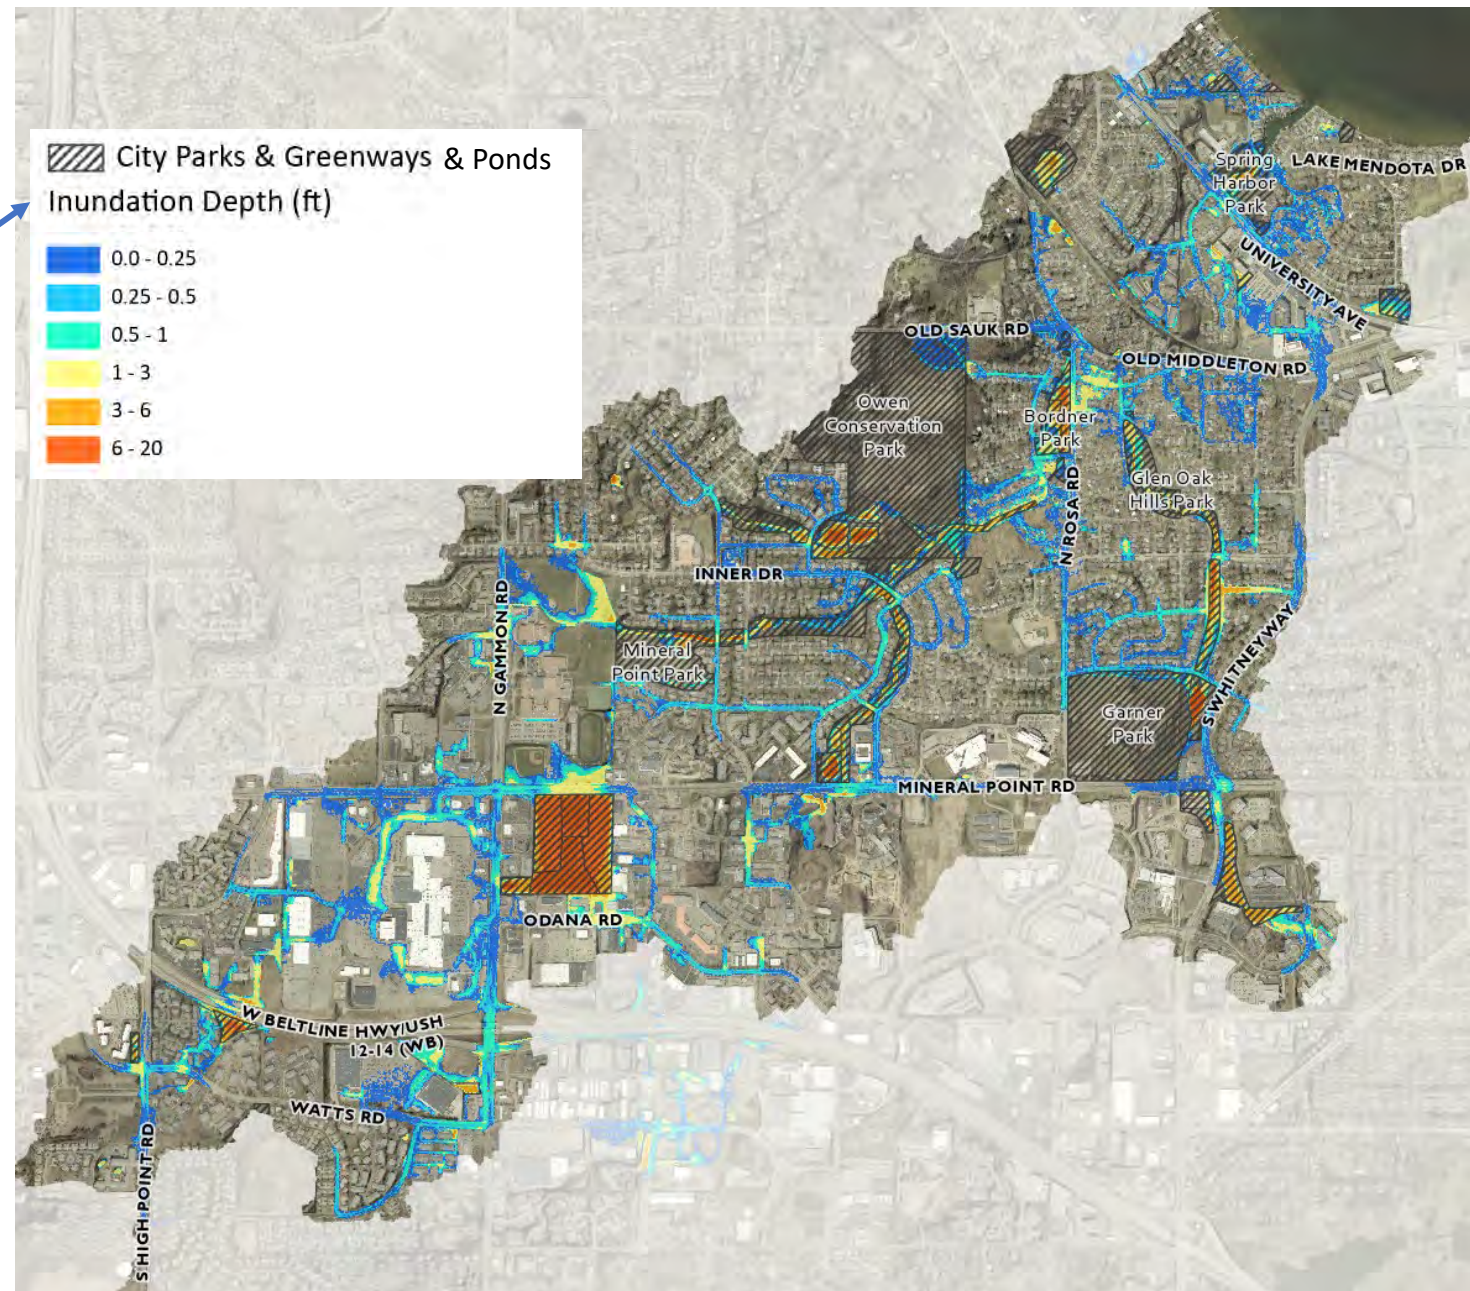 City Parks & Greenways & Ponds
Inundation Depth (ft)
0.0 - 0.25
0.25 - 0.5
0.5 - 1
1 - 3
3 - 6
6 - 20
Spring
Harbor
Park
LAKE MENDOTA DR
UNIVERSITY AVE
OLD SAUK RD
OLD MIDDLETON RD
Owen
Conservation
Park
Bordner
Park
Glen Oak
Hills Park
N ROSA RD
INNER DR
N GAMMON RD
Mineral
Point Park
S WHITNEY WAY
Garner
Park
MINERAL POINT RD
ODANA RD
W BELTLINE HWY/USH
12-14 (WB)
WATTS RD
S HIGH POINT RD